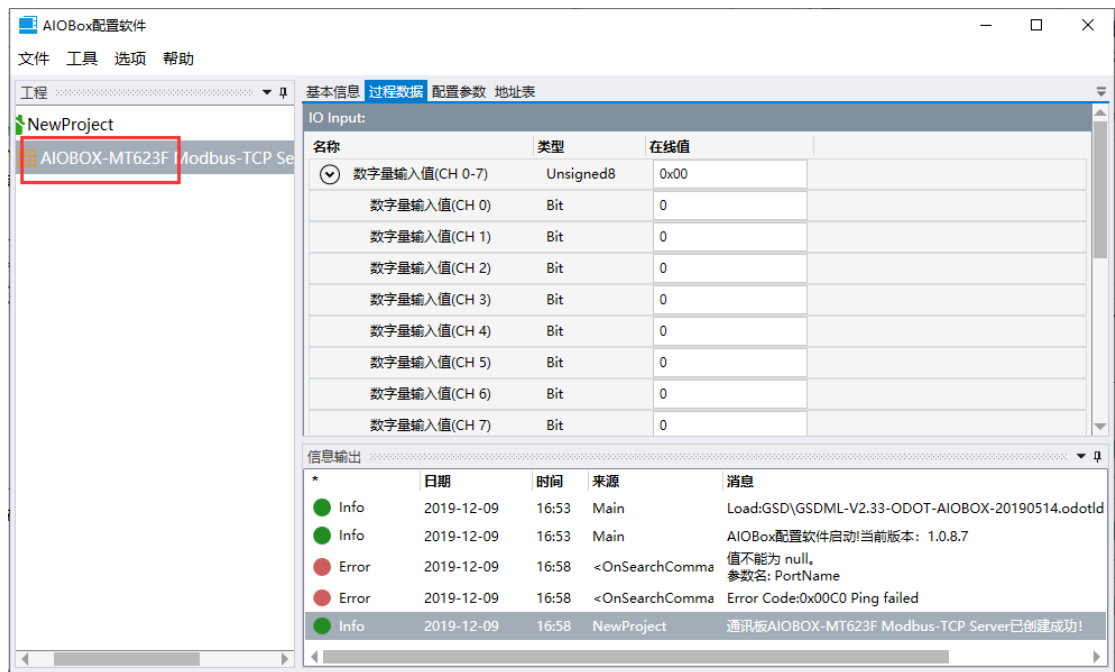 AIOBox配置软件
文件 工具 选项 帮助
工程
NewProject
AIOBOX-MT623F Modbus-TCP Se
基本信息 过程数据 配置参数 地址表
IO Input:
名称 类型 在线值
数字量输入值(CH 0-7) Unsigned8 0x00
数字量输入值(CH 0) Bit 0
数字量输入值(CH 1) Bit 0
数字量输入值(CH 2) Bit 0
数字量输入值(CH 3) Bit 0
数字量输入值(CH 4) Bit 0
数字量输入值(CH 5) Bit 0
数字量输入值(CH 6) Bit 0
数字量输入值(CH 7) Bit 0
信息输出
* 日期 时间 来源 消息
Info 2019-12-09 16:53 Main Load:GSD\GSDML-V2.33-ODOT-AIOBOX-20190514.odotId
Info 2019-12-09 16:53 Main AIOBox配置软件启动!当前版本：1.0.8.7
Error 2019-12-09 16:58 <OnSearchComma 值不能为 null。
参数名: PortName
Error 2019-12-09 16:58 <OnSearchComma Error Code:0x00C0 Ping failed
Info 2019-12-09 16:58 NewProject 通讯板AIOBOX-MT623F Modbus-TCP Server已创建成功!